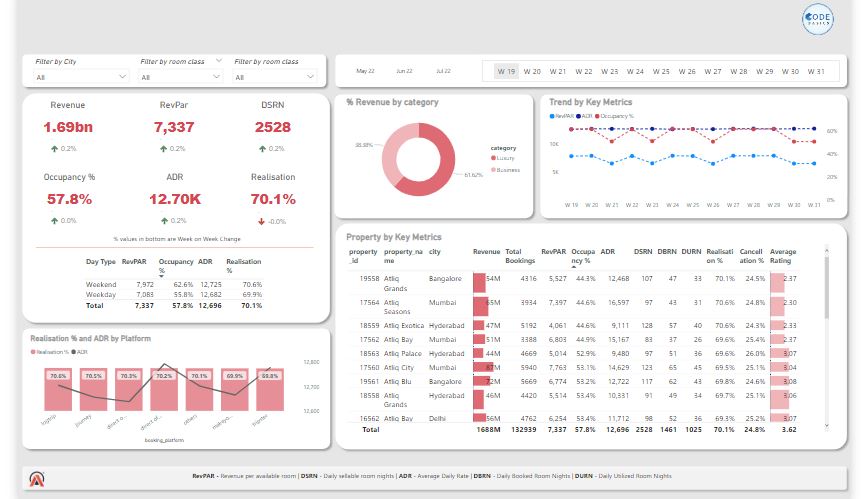 CODE
BASICS
Filter by City
Filter by room class
Filter by room class
All
All
All
May 22 Jun 22 Jul 22
W 19 W 20 W 21 W 22 W 23 W 24 W 25 W 26 W 27 W 28 W 29 W 30 W 31
Revenue RevPar DSRN
1.69bn 7,337 2528
0.2% 0.2% 0.2%
Occupancy % ADR Realisation
57.8% 12.70K 70.1%
0.0% 0.2% -0.0%
% values in bottom are Week on Week Change
Day Type RevPAR Occupancy % ADR Realisation %
Weekend 7,972 62.6% 12,725 70.6%
Weekday 7,083 55.8% 12,682 69.9%
Total 7,337 57.8% 12,696 70.1%
% Revenue by category
38.38%
61.62%
category
Luxury
Business
Trend by Key Metrics
RevPAR ADR Occupancy %
10K
5K
60%
40%
20%
0%
W 19 W 20 W 21 W 22 W 23 W 24 W 25 W 26 W 27 W 28 W 29 W 30 W 31
Property by Key Metrics
property_id property_name city Revenue Total Bookings RevPAR Occupancy % ADR DSRN DBRN DURN Realisation % Cancellation % Average Rating
19558 Atliq Grands Bangalore 54M 4316 5,527 44.3% 12,468 107 47 33 70.1% 24.5% 2.37
17564 Atliq Seasons Mumbai 65M 3934 7,397 44.6% 16,597 97 43 31 70.8% 23.8% 2.30
18559 Atliq Exotica Hyderabad 47M 5192 4,061 44.6% 9,111 128 57 40 70.6% 24.3% 2.33
17562 Atliq Bay Mumbai 51M 3388 6,803 44.9% 15,167 83 37 26 69.6% 25.4% 2.37
18563 Atliq Palace Hyderabad 44M 4669 5,014 52.9% 9,480 97 51 36 69.6% 26.0% 3.07
17560 Atliq City Mumbai 87M 5940 7,763 53.1% 14,629 123 65 45 69.5% 25.1% 3.04
19561 Atliq Blu Bangalore 72M 5669 6,774 53.2% 12,722 117 62 43 69.8% 24.6% 3.08
18558 Atliq Grands Hyderabad 46M 4420 5,514 53.4% 10,331 91 49 34 69.7% 25.1% 3.06
16562 Atliq Bay Delhi 56M 4762 6,254 53.4% 11,712 98 52 36 69.3% 25.2% 3.07
Total 1688M 132939 7,337 57.8% 12,696 2528 1461 1025 70.1% 24.8% 3.62
Realisation % and ADR by Platform
Realisation % ADR
12,800
12,700
12,600
70.6% 70.5% 70.3% 70.2% 70.1% 69.9% 69.8%
logtrip journey direct o... direct of... others makeyo... tripster
booking_platform
RevPAR - Revenue per available room | DSRN - Daily sellable room nights | ADR - Average Daily Rate | DBRN - Daily Booked Room Nights | DURN - Daily Utilized Room Nights